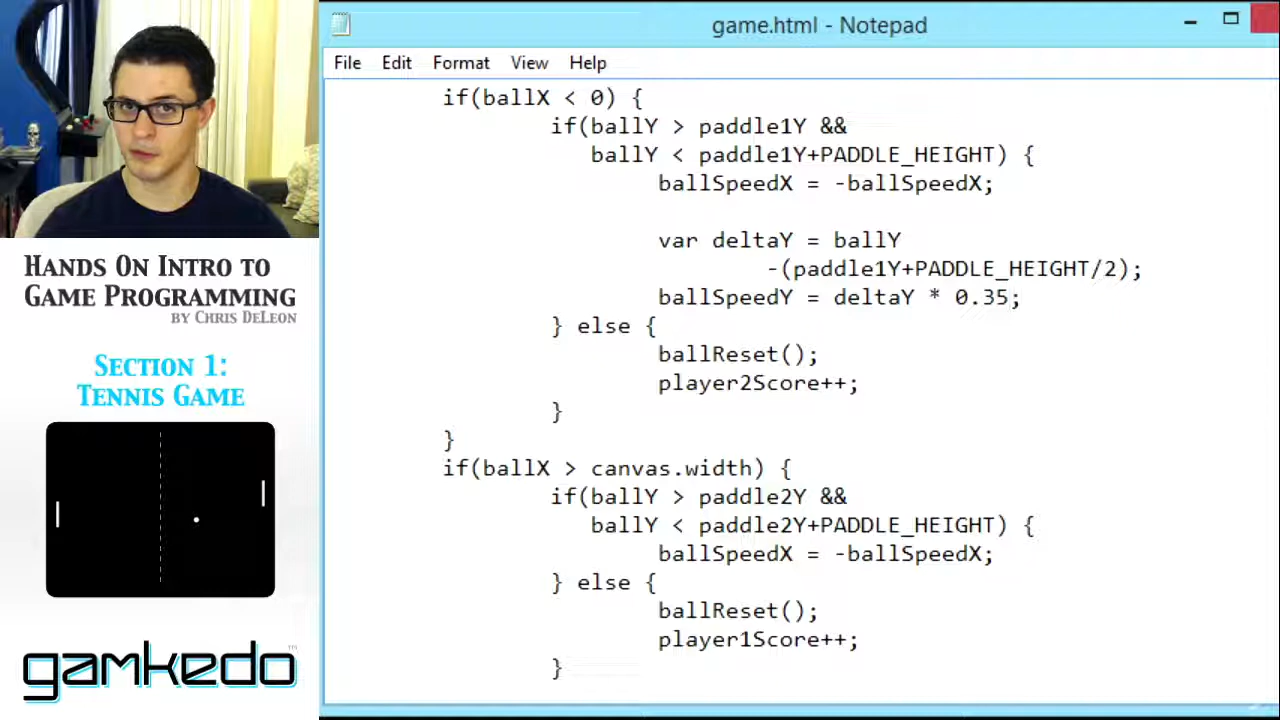 game.html - Notepad
File Edit Format View Help
if(ballX < 0) {
if(ballY > paddle1Y &&
ballY < paddle1Y+PADDLE_HEIGHT) {
ballSpeedX = -ballSpeedX;
var deltaY = ballY
-(paddle1Y+PADDLE_HEIGHT/2);
ballSpeedY = deltaY * 0.35;
} else {
ballReset();
player2Score++;
}
}
if(ballX > canvas.width) {
if(ballY > paddle2Y &&
ballY < paddle2Y+PADDLE_HEIGHT) {
ballSpeedX = -ballSpeedX;
} else {
ballReset();
player1Score++;
}
Hands On Intro to
Game Programming
by Chris DeLeon
Section 1:
Tennis Game
gamkedo™